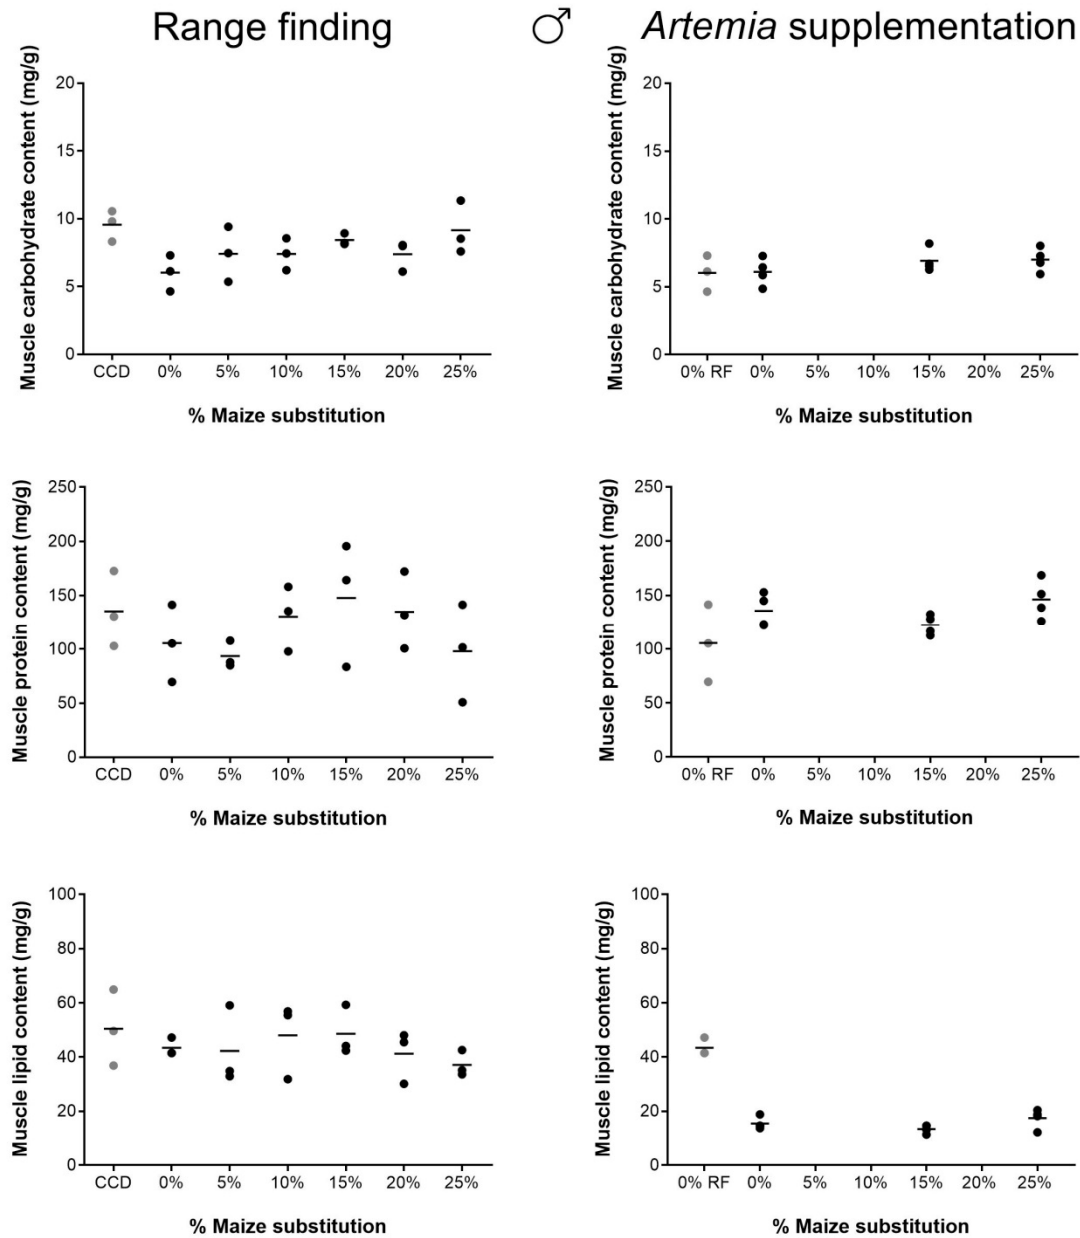 Range finding
♂
Artemia supplementation
Muscle carbohydrate content (mg/g)
20
15
10
5
0
CCD 0% 5% 10% 15% 20% 25%
% Maize substitution
Muscle carbohydrate content (mg/g)
20
15
10
5
0
0% RF 0% 5% 10% 15% 20% 25%
% Maize substitution
Muscle protein content (mg/g)
250
200
150
100
50
0
CCD 0% 5% 10% 15% 20% 25%
% Maize substitution
Muscle protein content (mg/g)
250
200
150
100
50
0
0% RF 0% 5% 10% 15% 20% 25%
% Maize substitution
Muscle lipid content (mg/g)
100
80
60
40
20
0
CCD 0% 5% 10% 15% 20% 25%
% Maize substitution
Muscle lipid content (mg/g)
100
80
60
40
20
0
0% RF 0% 5% 10% 15% 20% 25%
% Maize substitution